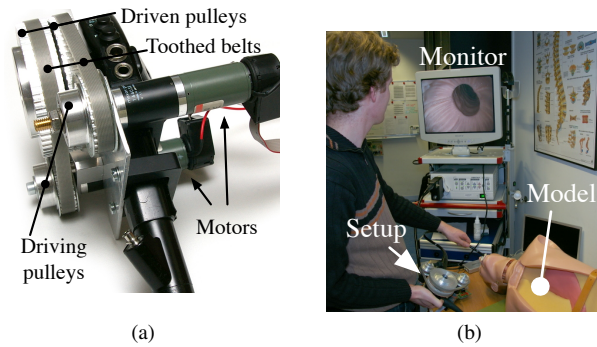 Driven pulleys
Toothed belts
Motors
Driving
pulleys
(a)
Monitor
Model
Setup
(b)